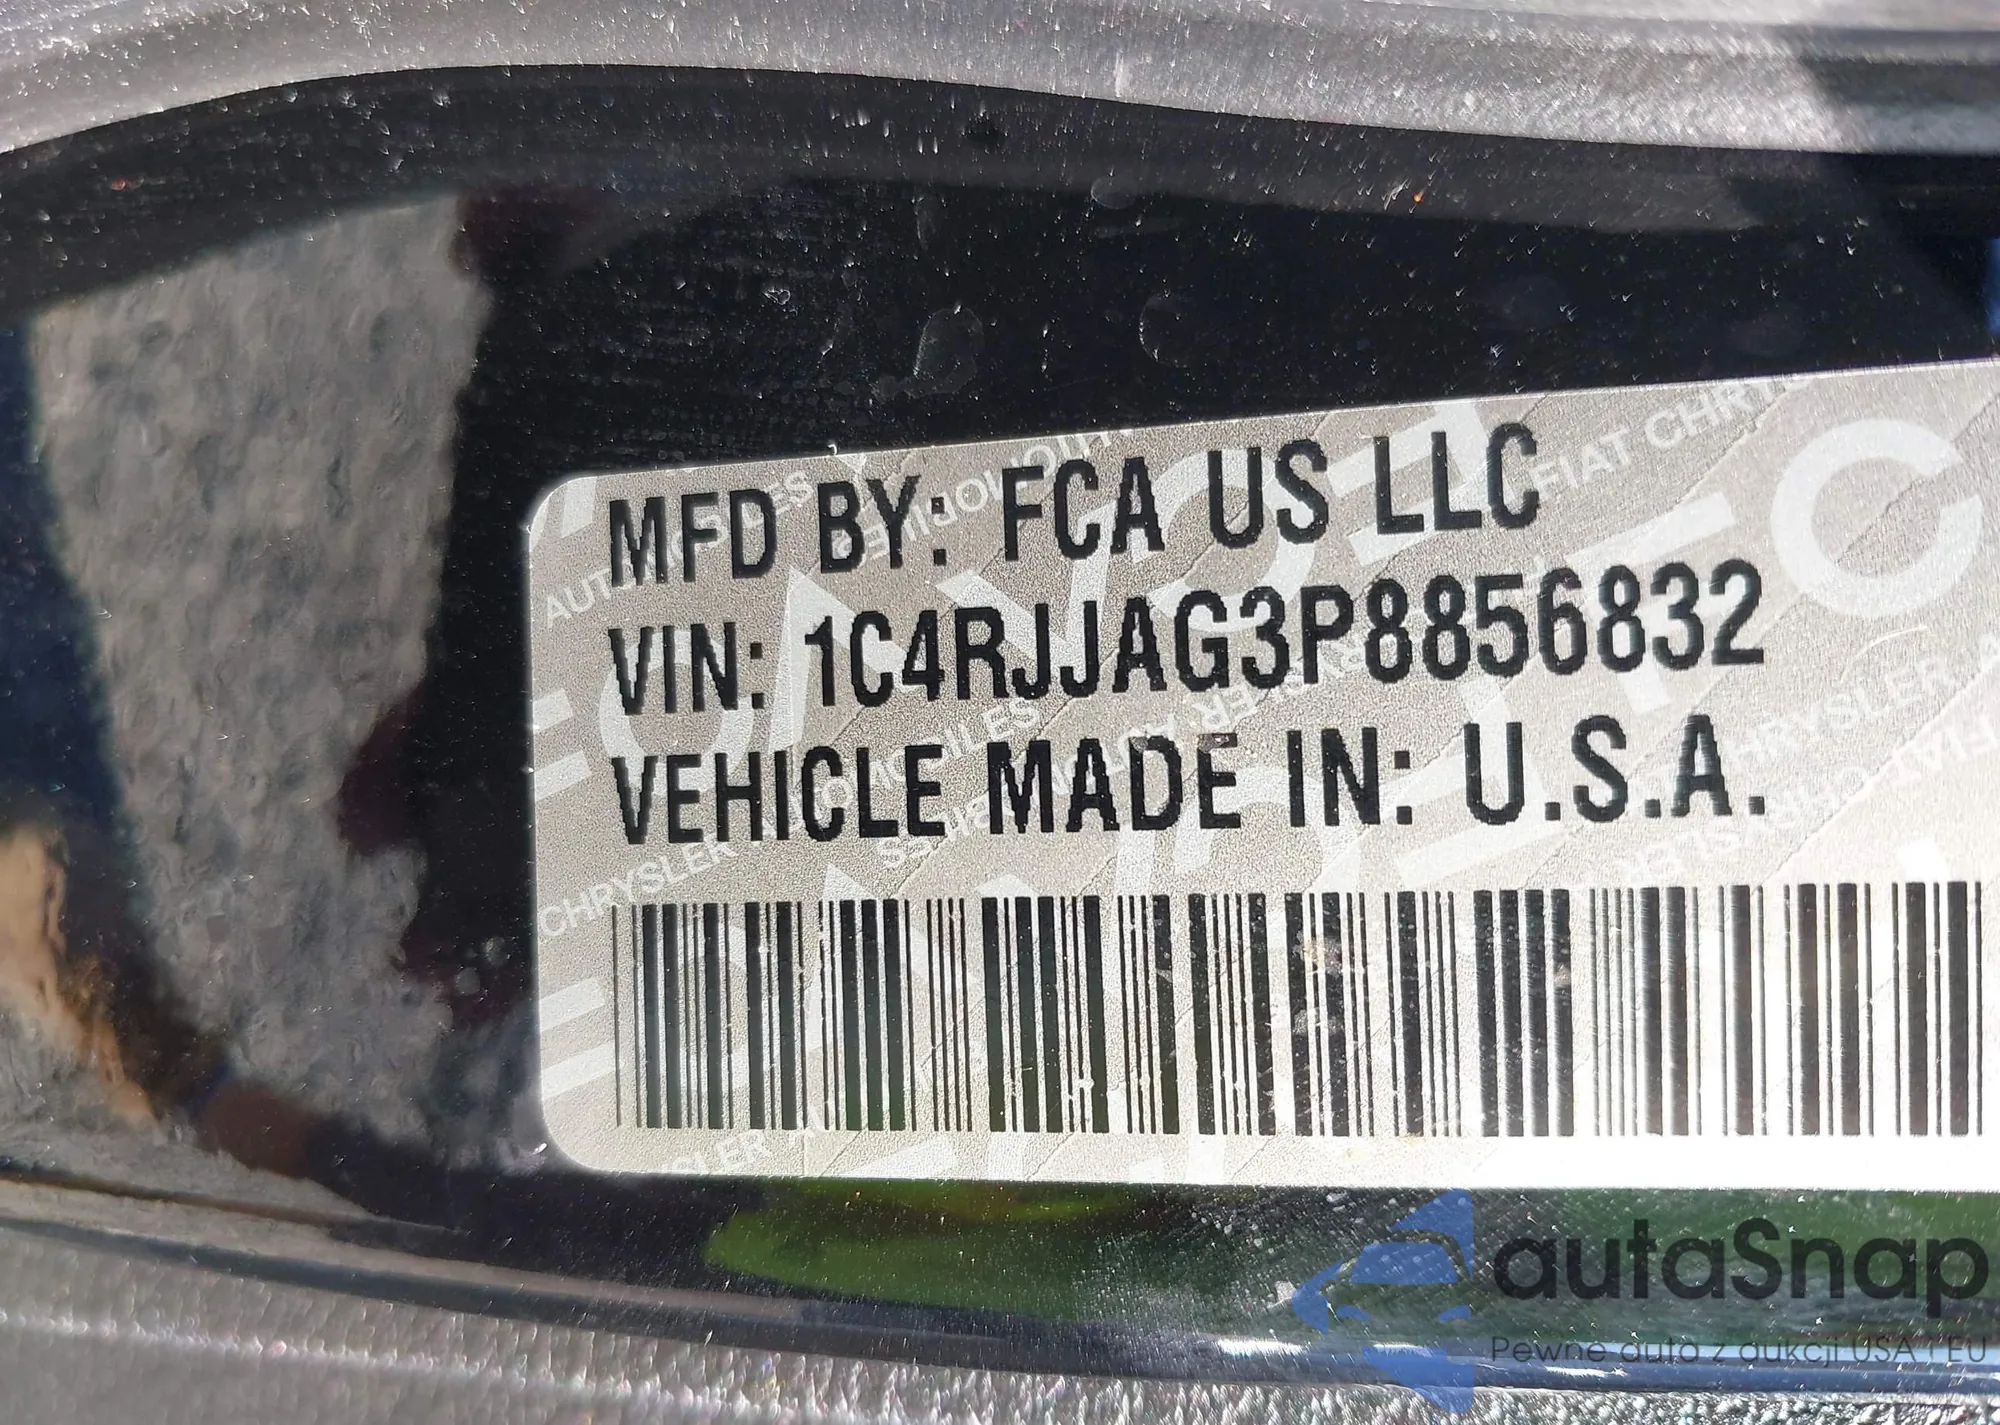 MFD BY: FCA US LLC
VIN: 1C4RJJAG3P8856832
VEHICLE MADE IN: U.S.A.
autaSnap
Pewne auto z aukcji USA i EU